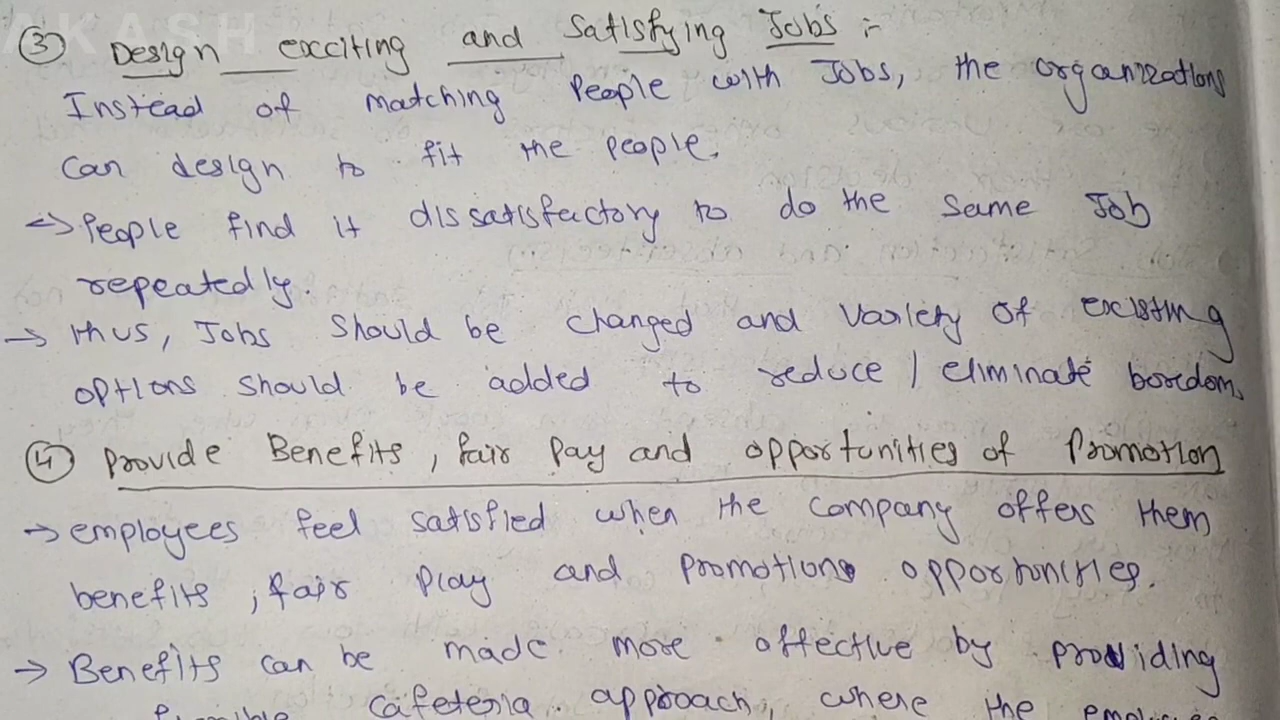 AKASH
③ Design exciting and Satisfying Jobs :-
Instead of matching People with Jobs, the organizations
can design to fit the people.
<-> People find it dissatisfactory to do the same Job
repeatedly.
→ thus, Jobs should be changed and variety of existing
options should be added to reduce / eliminate boredom.
④ Provide Benefits, fair Pay and opportunities of Promotion
→ employees feel satisfied when the company offers them
benefits, fair play and promotions opportunities.
→ Benefits can be made more effective by providing
cafeteria approach, where the